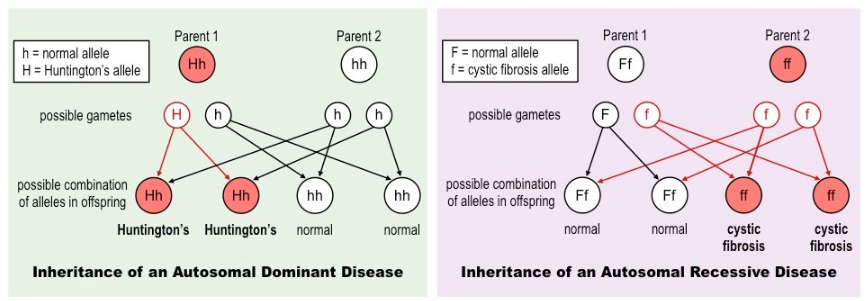 Parent 1
Parent 2
h = normal allele
H = Huntington's allele
Hh
hh
possible gametes
H
h
h
h
possible combination
of alleles in offspring
Hh
Hh
hh
hh
Huntington's
Huntington's
normal
normal
Inheritance of an Autosomal Dominant Disease
Parent 1
Parent 2
F = normal allele
f = cystic fibrosis allele
Ff
ff
possible gametes
F
f
f
f
possible combination
of alleles in offspring
Ff
Ff
ff
ff
normal
normal
cystic
fibrosis
cystic
fibrosis
Inheritance of an Autosomal Recessive Disease